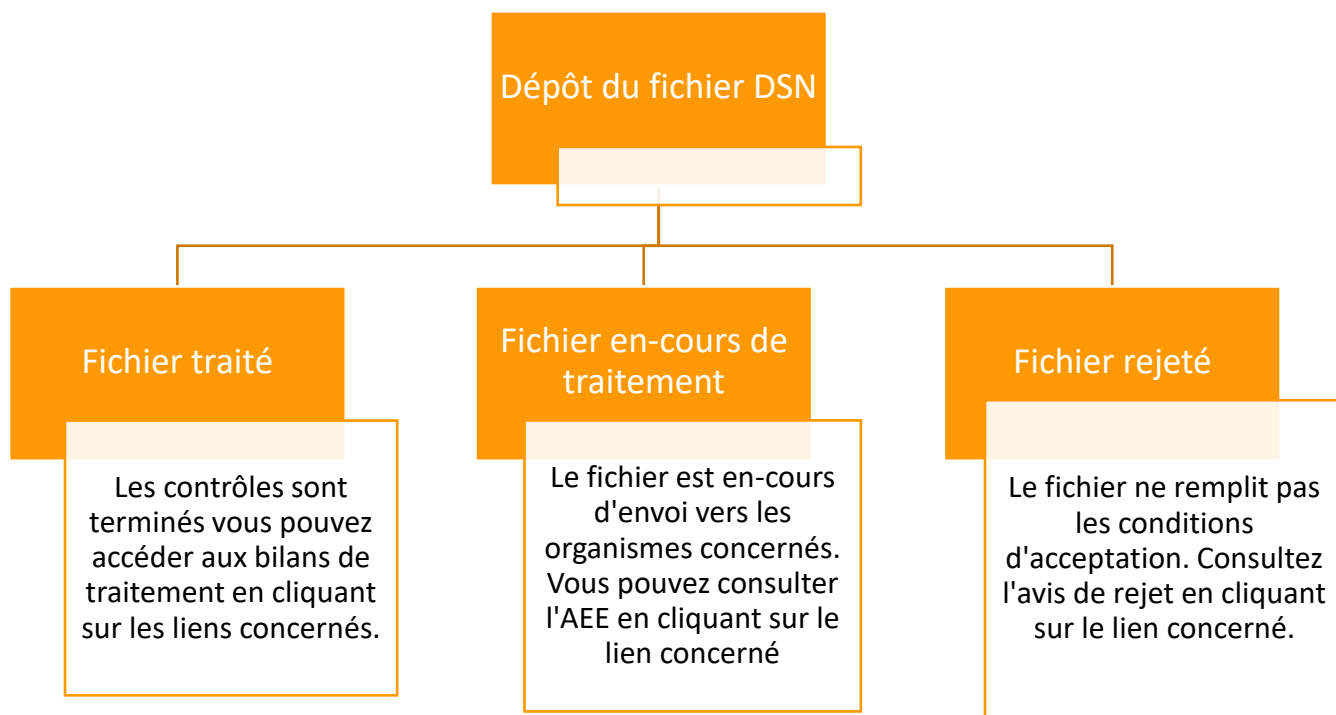 Dépôt du fichier DSN
Fichier traité
Les contrôles sont
terminés vous pouvez
accéder aux bilans de
traitement en cliquant
sur les liens concernés.
Fichier en-cours de
traitement
Le fichier est en-cours
d'envoi vers les
organismes concernés.
Vous pouvez consulter
l'AEE en cliquant sur le
lien concerné
Fichier rejeté
Le fichier ne remplit pas
les conditions
d'acceptation. Consultez
l'avis de rejet en cliquant
sur le lien concerné.